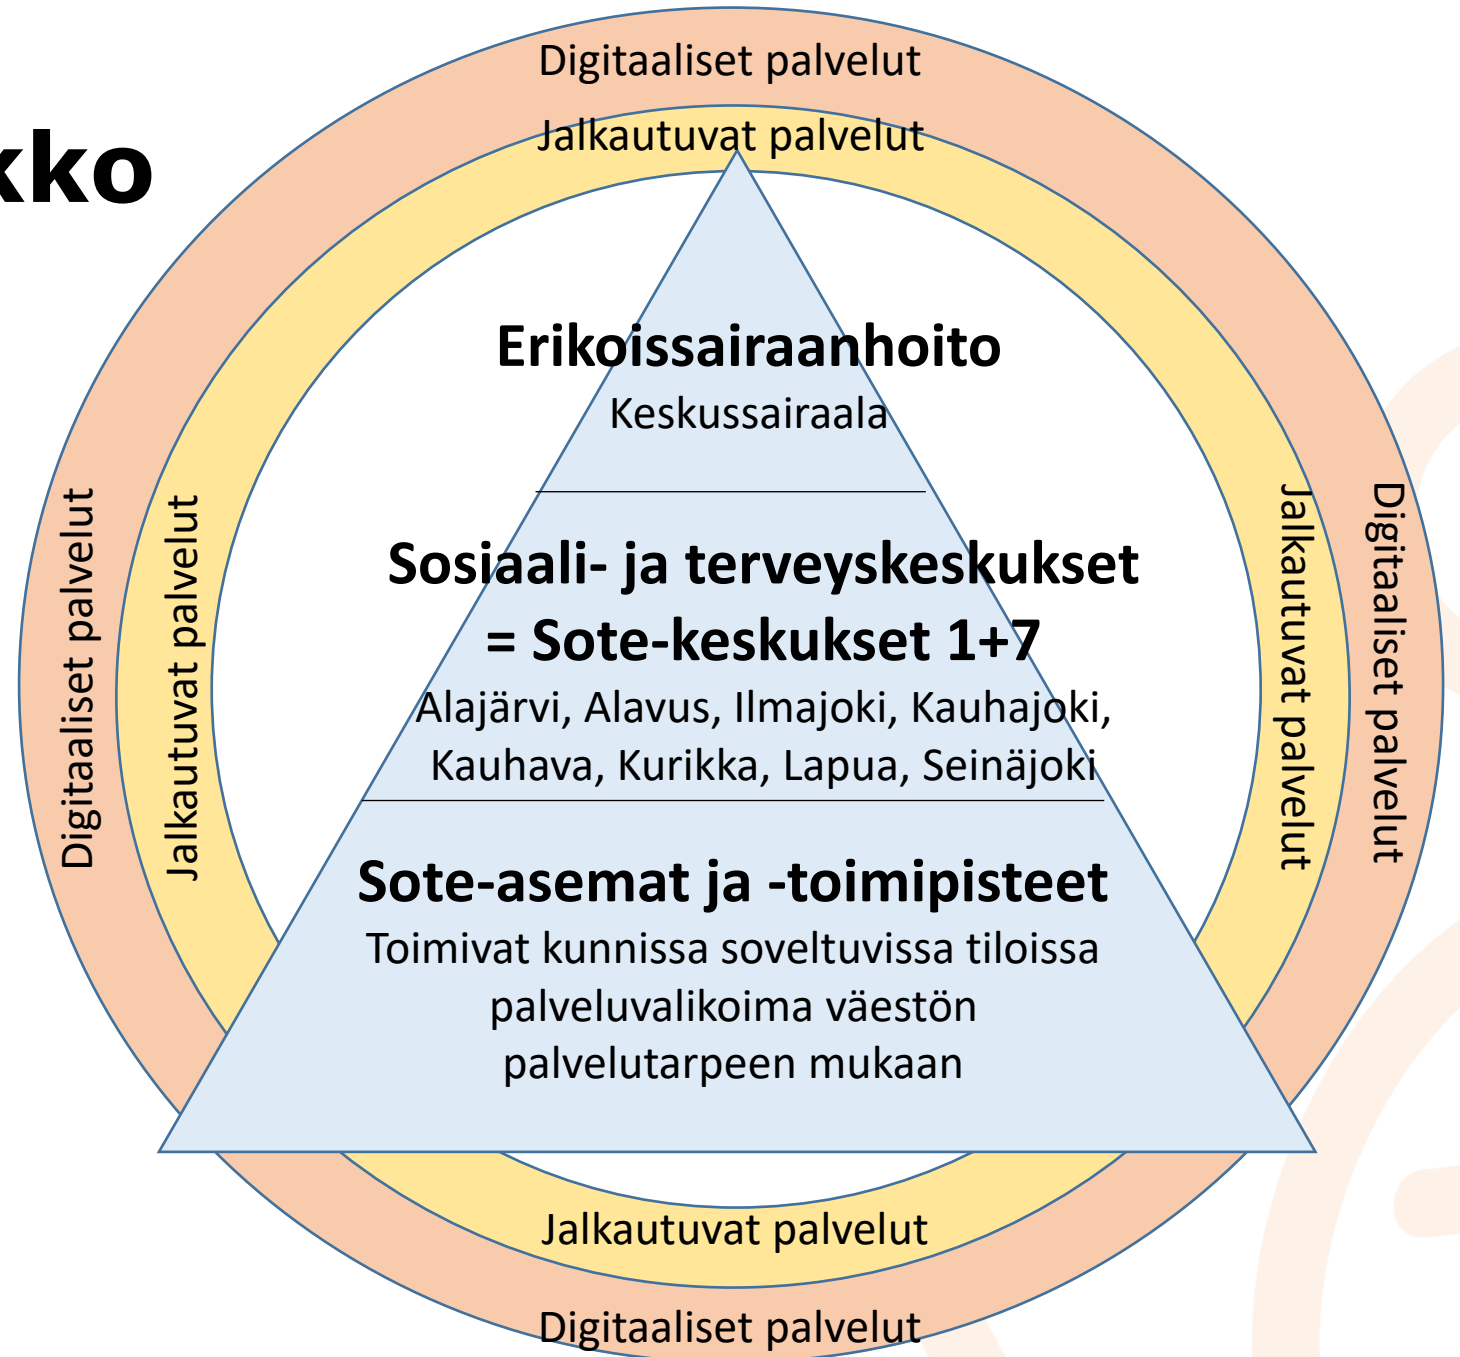 Digitaaliset palvelut
Jalkautuvat palvelut
kko
Erikoissairaanhoito
Keskussairaala
Digitaaliset palvelut
Jalkautuvat palvelut
Jalkautuvat palvelut
Digitaaliset palvelut
Sosiaali- ja terveyskeskukset
= Sote-keskukset 1+7
Alajärvi, Alavus, Ilmajoki, Kauhajoki,
Kauhava, Kurikka, Lapua, Seinäjoki
Sote-asemat ja -toimipisteet
Toimivat kunnissa soveltuvissa tiloissa
palveluvalikoima väestön
palvelutarpeen mukaan
Jalkautuvat palvelut
Digitaaliset palvelut